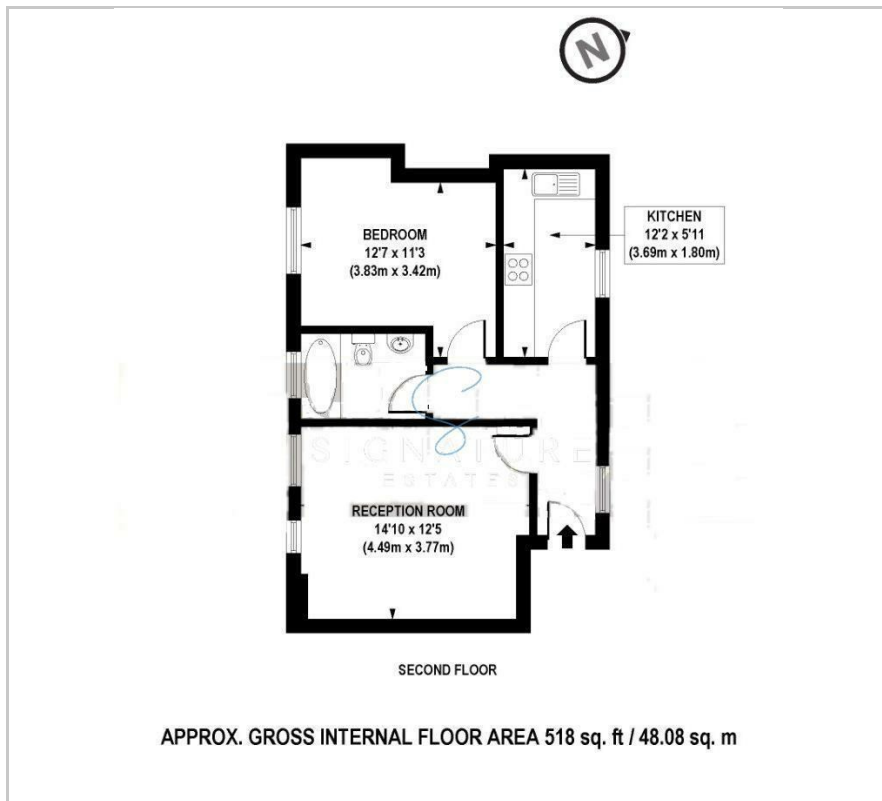 N
BEDROOM
12'7 x 11'3
(3.83m x 3.42m)
KITCHEN
12'2 x 5'11
(3.69m x 1.80m)
SIGNATURE
ESTATES
RECEPTION ROOM
14'10 x 12'5
(4.49m x 3.77m)
SECOND FLOOR
APPROX. GROSS INTERNAL FLOOR AREA 518 sq. ft / 48.08 sq. m